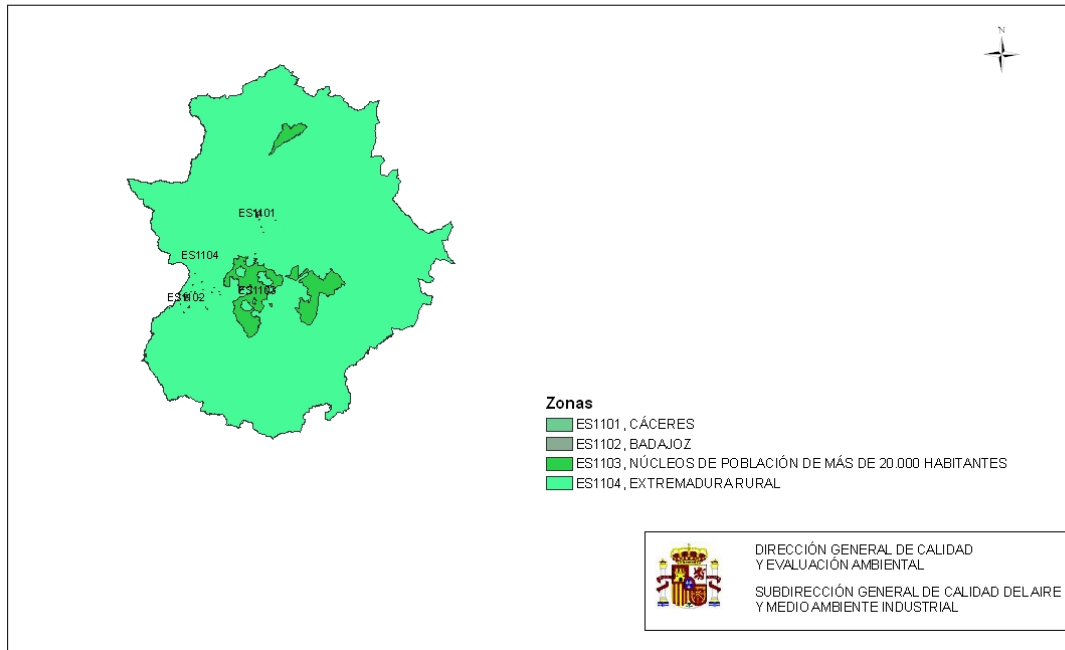 N
ES1101
ES1104
ES1102
ES1103
Zonas
ES1101, CÁCERES
ES1102, BADAJOZ
ES1103, NÚCLEOS DE POBLACIÓN DE MÁS DE 20.000 HABITANTES
ES1104, EXTREMADURA RURAL
DIRECCIÓN GENERAL DE CALIDAD
Y EVALUACIÓN AMBIENTAL
SUBDIRECCIÓN GENERAL DE CALIDAD DEL AIRE
Y MEDIO AMBIENTE INDUSTRIAL